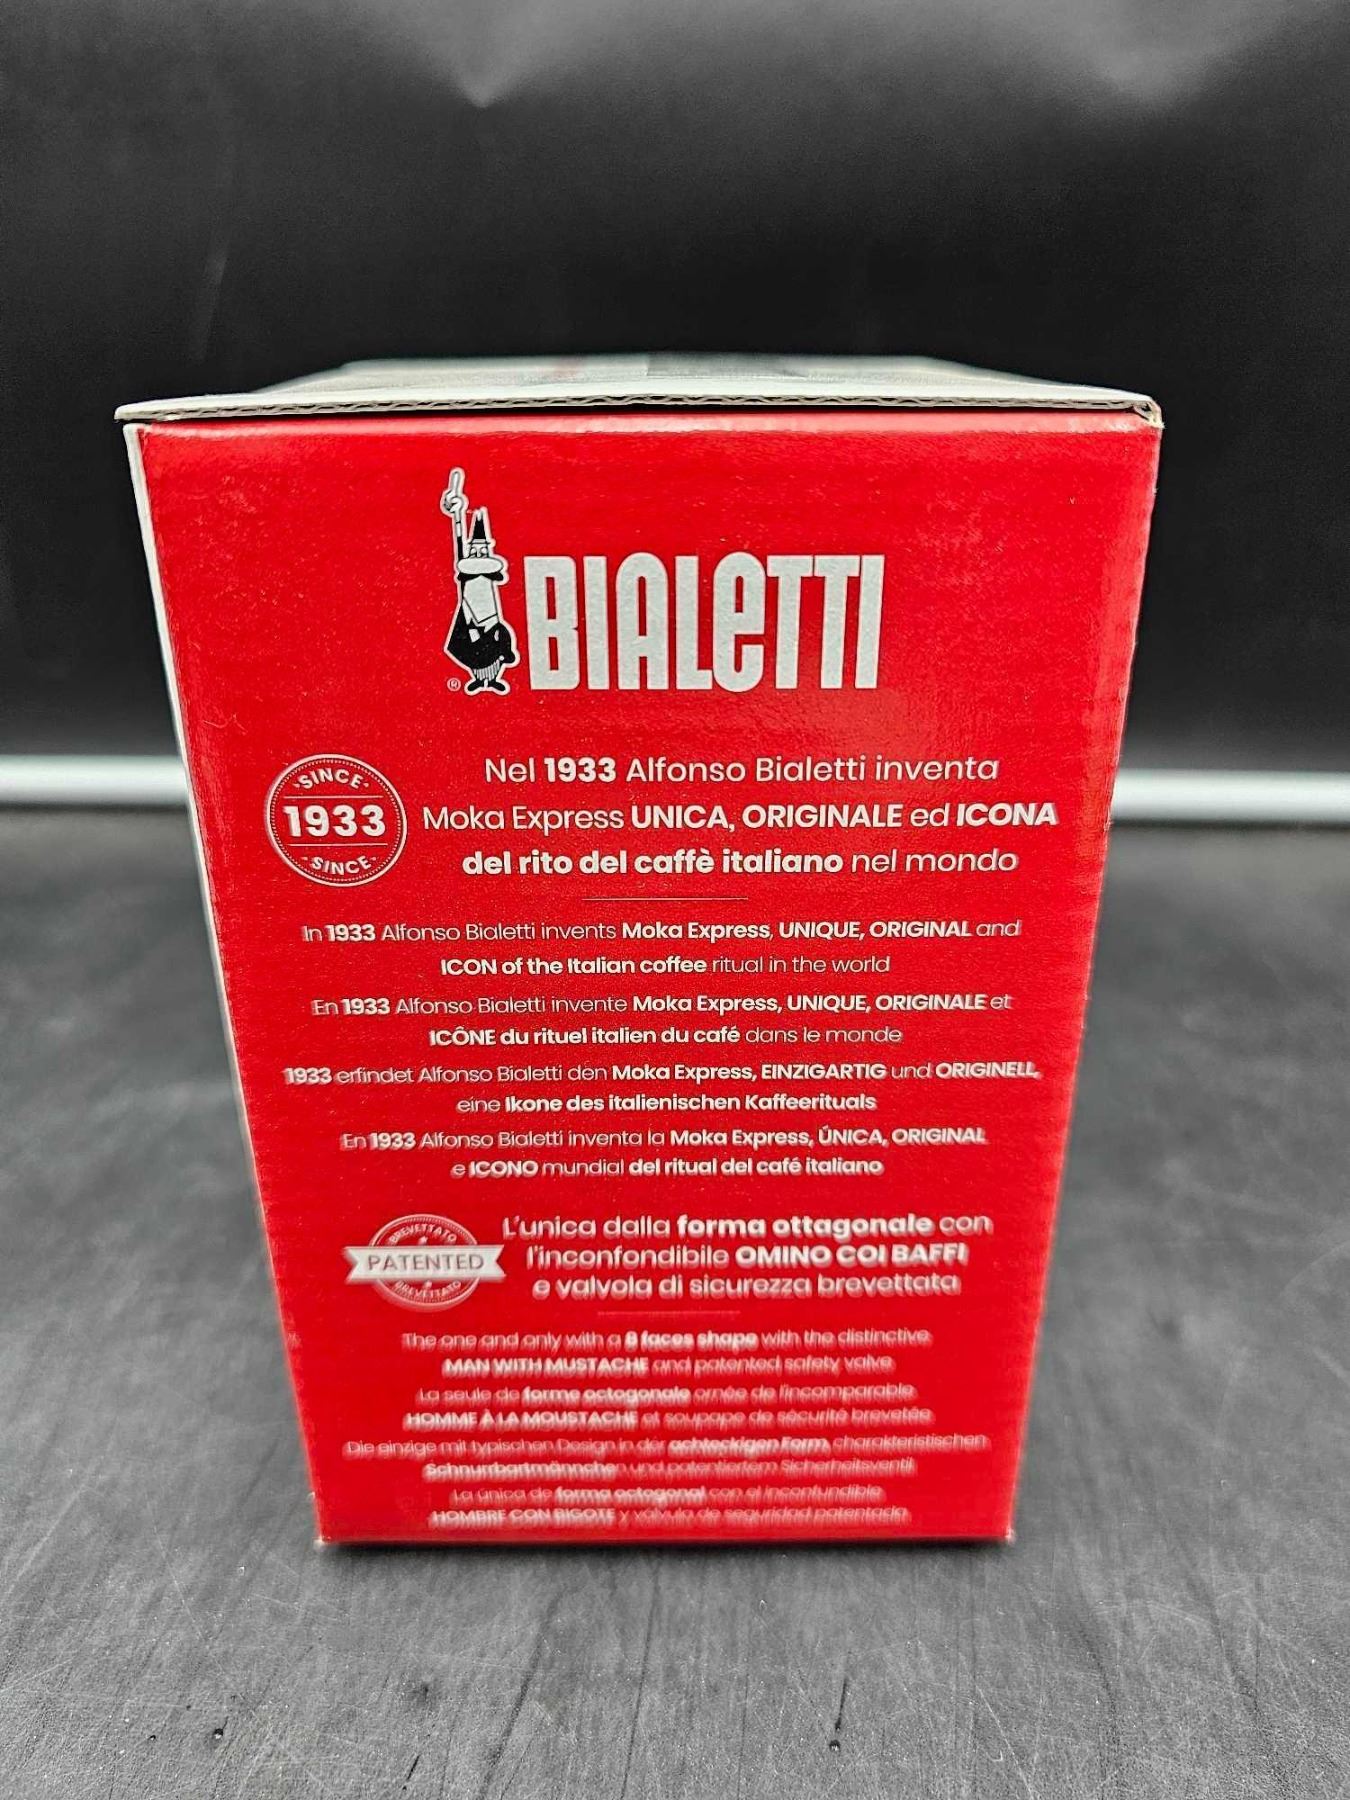 ®
BIALETTI
SINCE
1933
SINCE
Nel 1933 Alfonso Bialetti inventa
Moka Express UNICA, ORIGINALE ed ICONA
del rito del caffè italiano nel mondo
In 1933 Alfonso Bialetti invents Moka Express, UNIQUE, ORIGINAL and
ICON of the Italian coffee ritual in the world
En 1933 Alfonso Bialetti invente Moka Express, UNIQUE, ORIGINALE et
ICÔNE du rituel italien du café dans le monde
1933 erfindet Alfonso Bialetti den Moka Express, EINZIGARTIG und ORIGINELL,
eine Ikone des italienischen Kaffeerituals
En 1933 Alfonso Bialetti inventa la Moka Express, ÚNICA, ORIGINAL
e ICONO mundial del ritual del café italiano
BREVETTATO
PATENTED
BREVETTATO
L'unica dalla forma ottagonale con
l'inconfondibile OMINO COI BAFFI
e valvola di sicurezza brevettata
The one and only with a 8 faces shape with the distinctive
MAN WITH MUSTACHE and patented safety valve
La seule de forme octogonale ornée de l'incomparable
HOMME À LA MOUSTACHE et soupape de sécurité brevetée
Die einzige mit typischen Design in der achteckigen Form, charakteristischen
Schnurrbartmännchen und patentiertem Sicherheitsventil
La única de forma octogonal con el inconfundible
HOMBRE CON BIGOTE y válvula de seguridad patentada